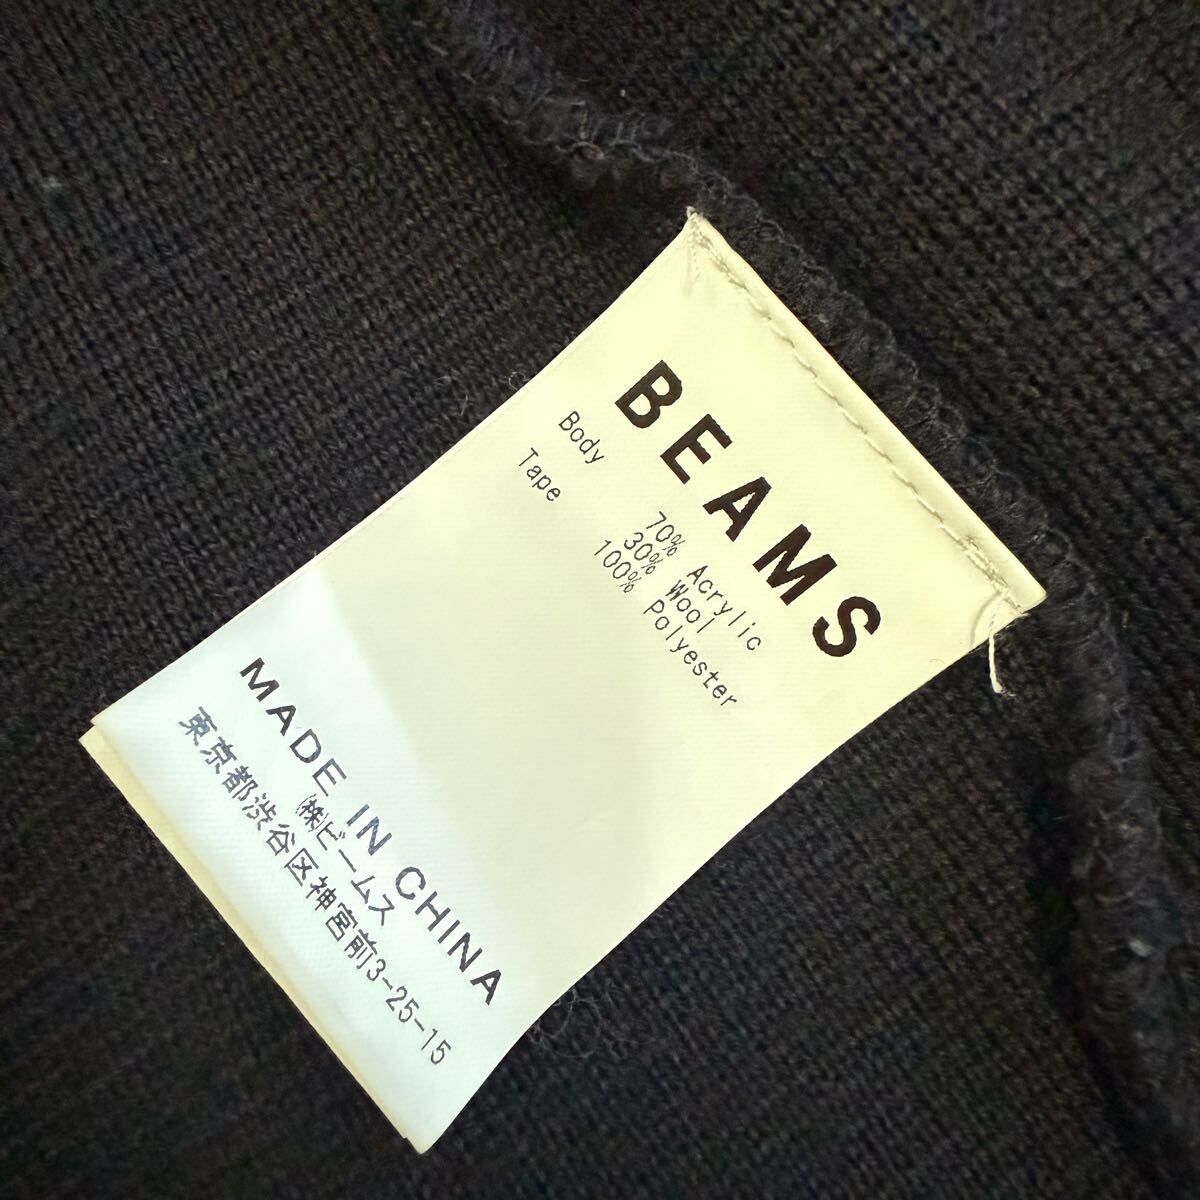 BEAMS
Body 70% Acrylic
30% Wool
Tape 100% Polyester
MADE IN CHINA
㈱ビームス
東京都渋谷区神宮前3-25-15